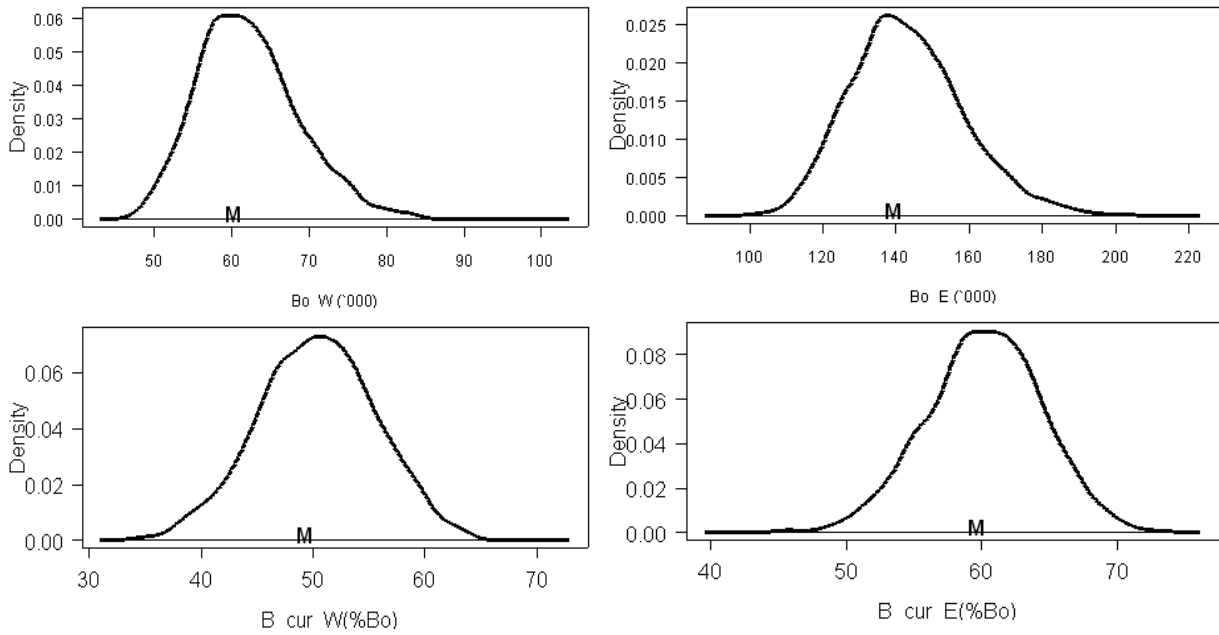 0.06
0.05
0.04
0.03
0.02
0.01
0.00
Density
M
50 60 70 80 90 100
Bo W (`000)
0.025
0.020
0.015
0.010
0.005
0.000
Density
M
100 120 140 160 180 200 220
Bo E (`000)
0.06
0.04
0.02
0.00
Density
M
30 40 50 60 70
B cur W(%Bo)
0.08
0.06
0.04
0.02
0.00
Density
M
40 50 60 70
B cur E(%Bo)